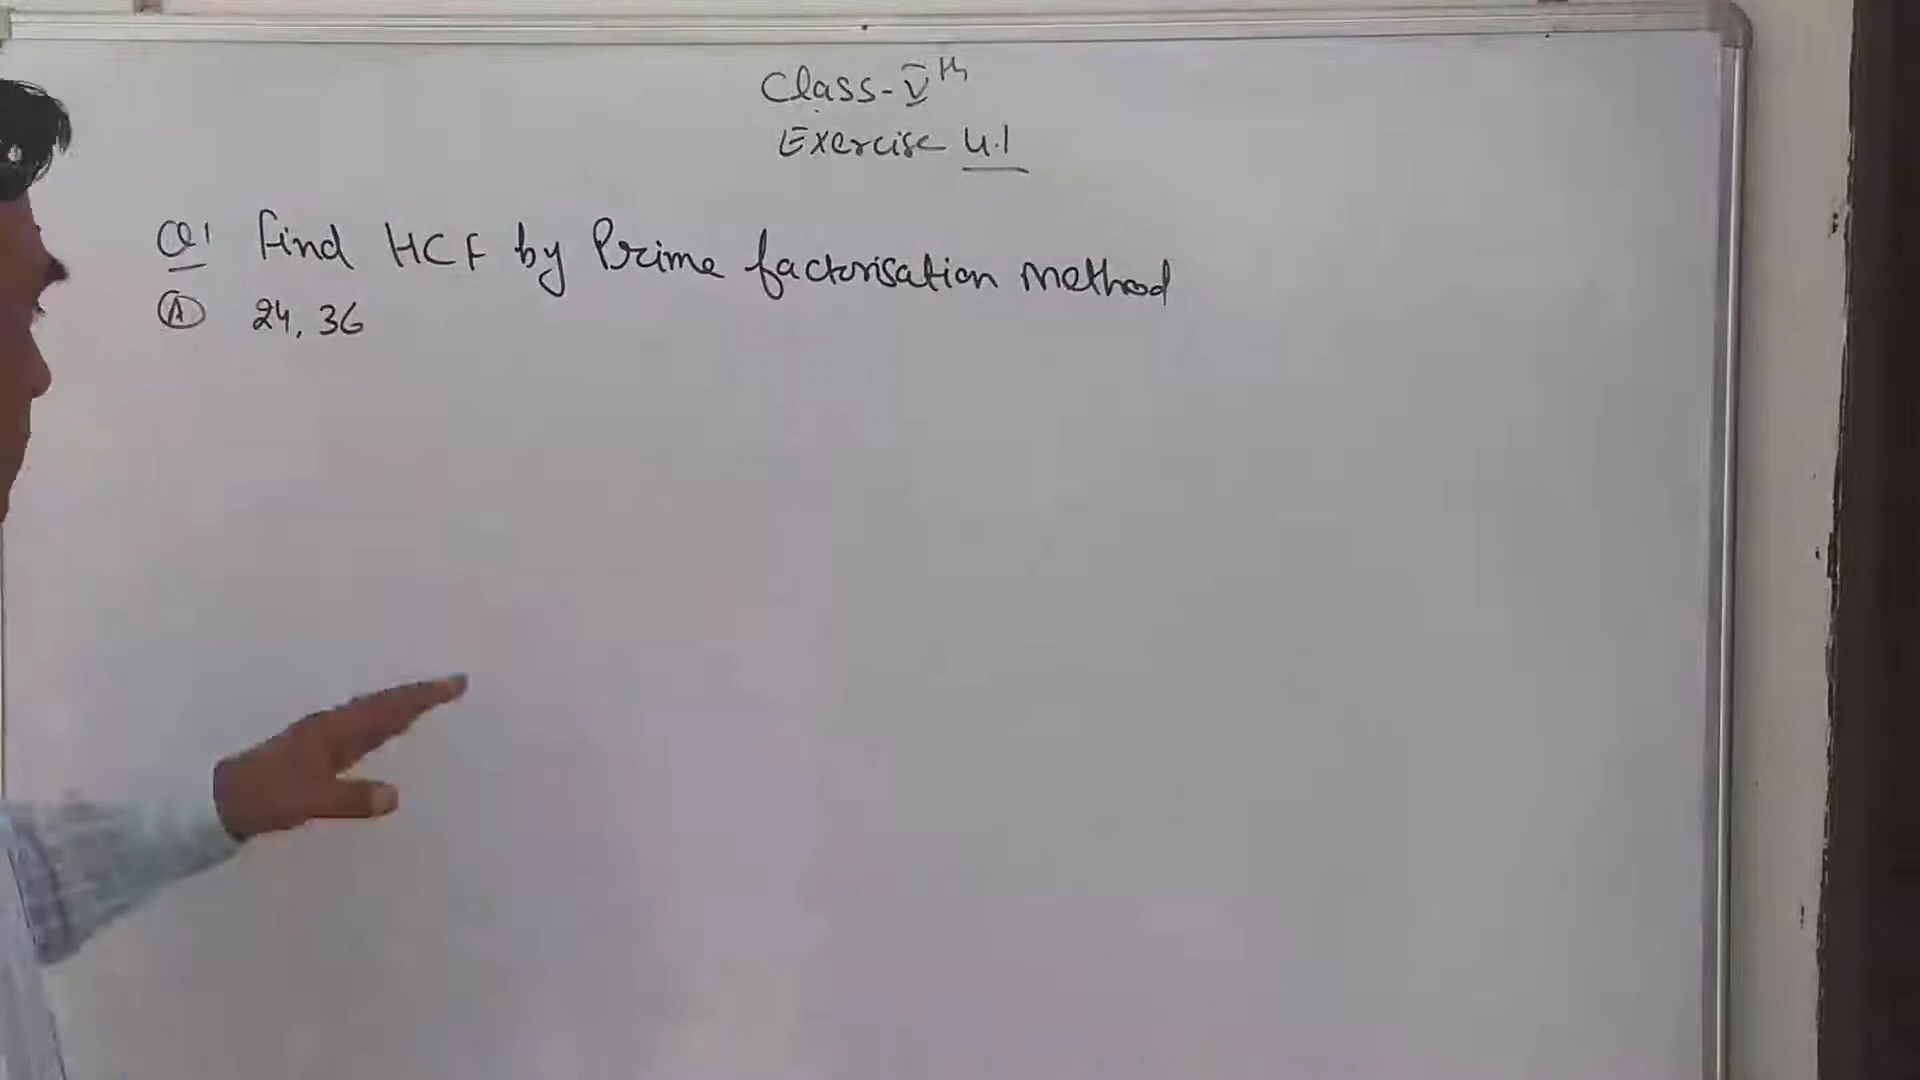 Class-Vth
Exercise 4.1
Q1 Find HCF by Prime factorisation method
(A) 24, 36